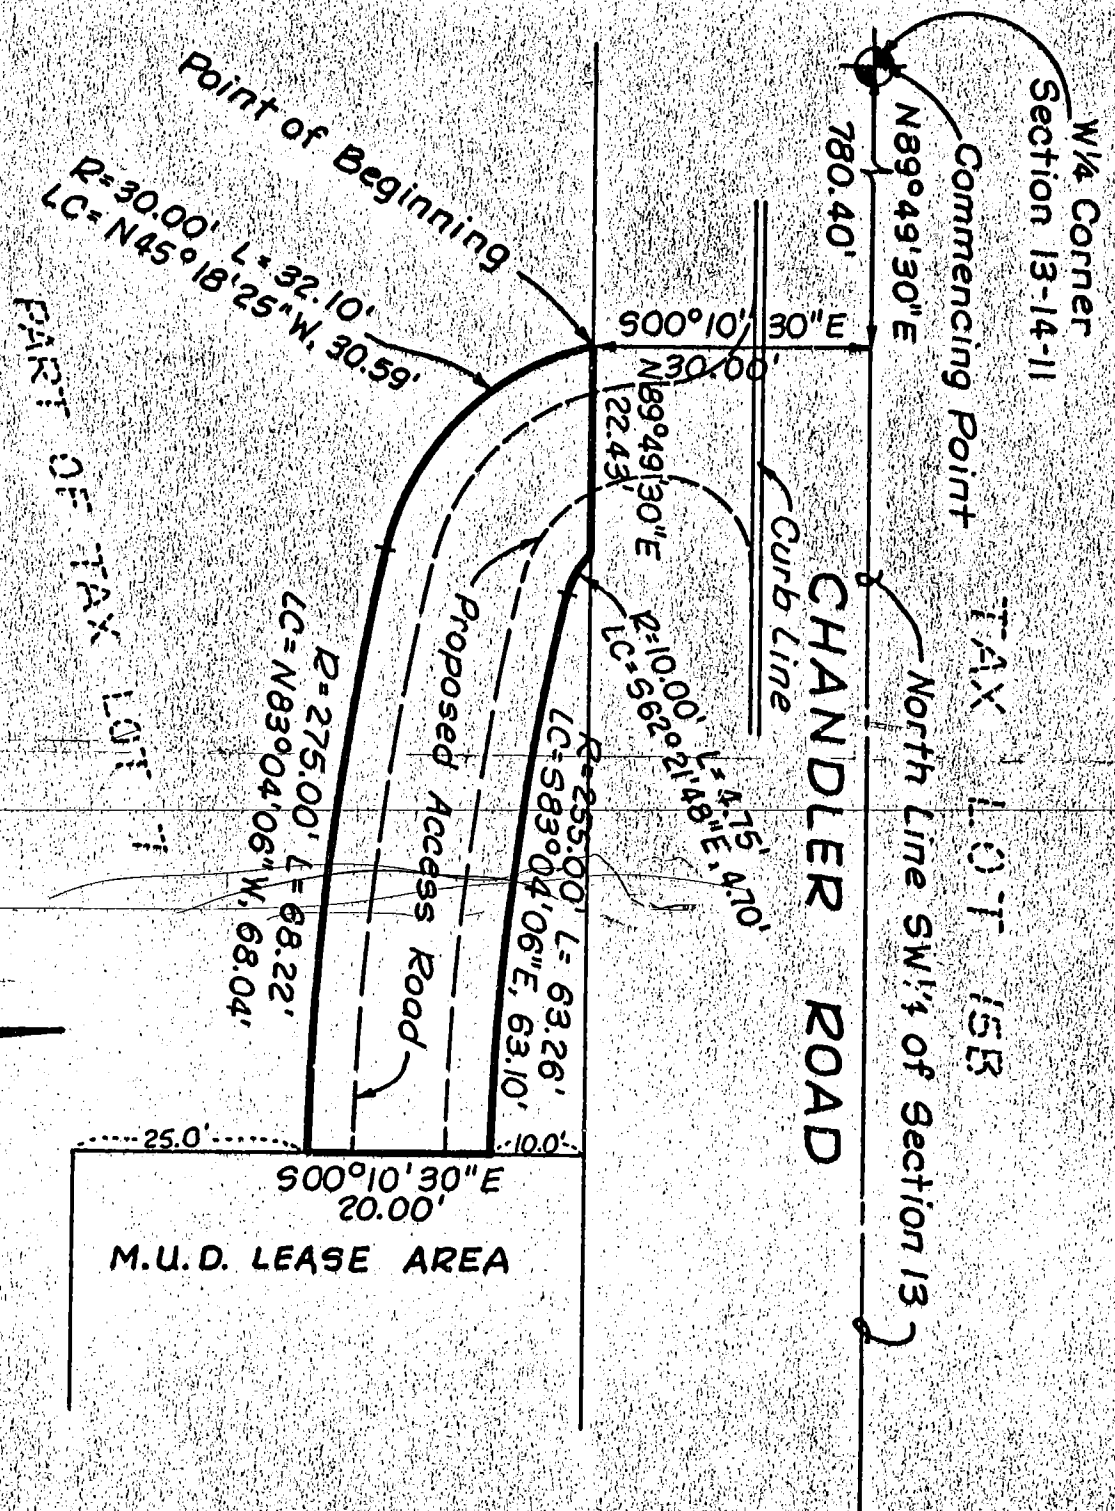 W¼ Corner
Section 13-14-11
Commencing Point
N89°49'30"E
780.40'
TAX LOT 15B
North Line SW¼ of Section 13
CHANDLER ROAD
Curb Line
S00°10'30"E
30.00'
N89°49'30"E
22.43'
Point of Beginning
R=30.00' L=32.10'
LC=N45°18'25"W, 30.59'
R=10.00' L=4.75'
LC=S62°21'48"E, 4.70'
R=255.00' L=63.26'
LC=S83°04'06"E, 63.10'
Proposed Access Road
R=275.00' L=68.22'
LC=N83°04'06"W, 68.04'
PART OF TAX LOT
25.0'
10.0'
S00°10'30"E
20.00'
M.U.D. LEASE AREA